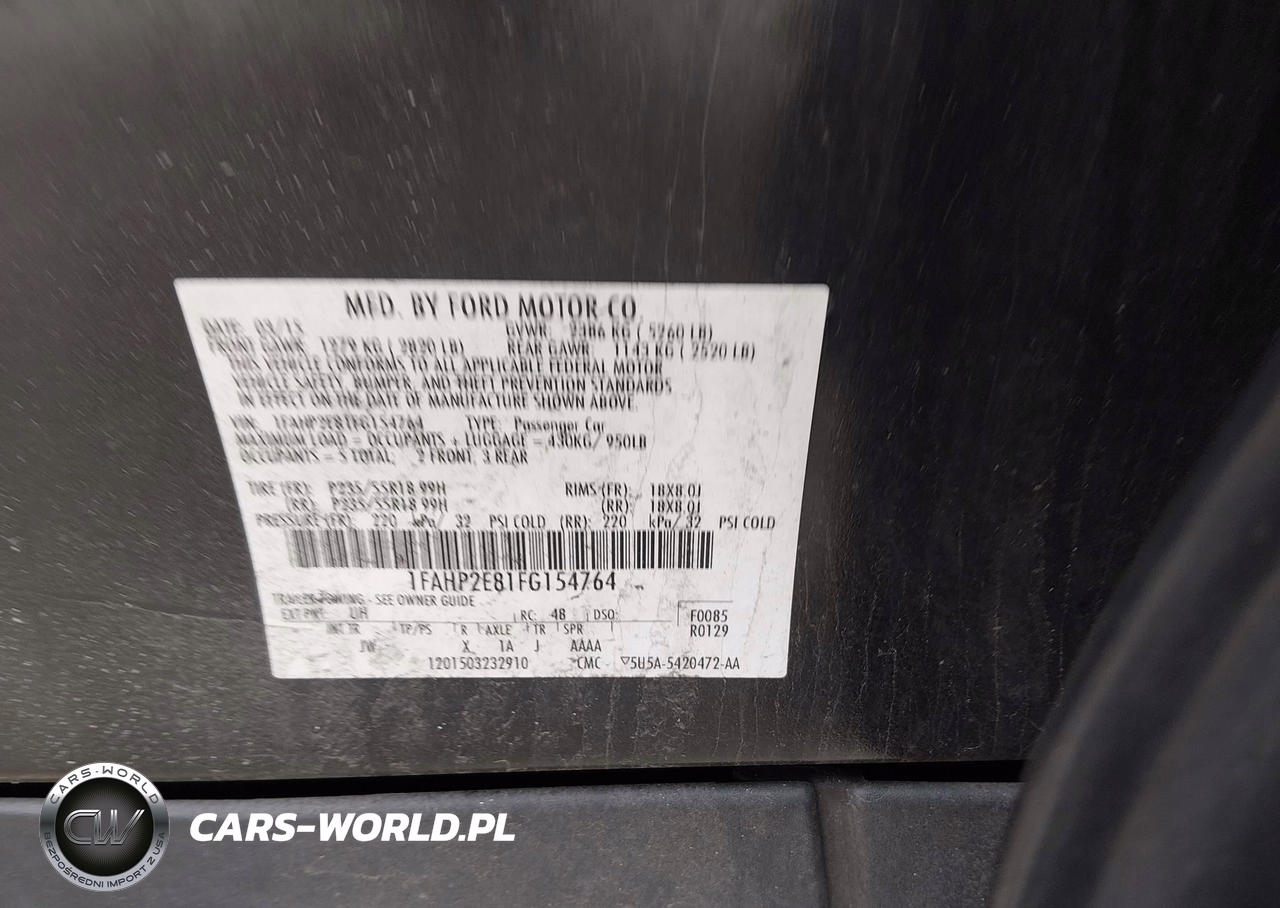 MFD. BY FORD MOTOR CO.
DATE: 03/15 GVWR: 2386 KG ( 5260 LB)
FRONT GAWR: 1279 KG ( 2820 LB) REAR GAWR: 1143 KG ( 2520 LB)
THIS VEHICLE CONFORMS TO ALL APPLICABLE FEDERAL MOTOR
VEHICLE SAFETY, BUMPER, AND THEFT PREVENTION STANDARDS
IN EFFECT ON THE DATE OF MANUFACTURE SHOWN ABOVE
VIN: 1FAHP2E81FG154764 TYPE: Passenger Car
MAXIMUM LOAD = OCCUPANTS + LUGGAGE = 430KG/ 950LB
OCCUPANTS = 5 TOTAL; 2 FRONT, 3 REAR
TIRE (FR): P235/55R18 99H RIMS (FR): 18X8.0J
(RR): P235/55R18 99H (RR): 18X8.0J
PRESSURE (FR): 220 kPa/ 32 PSI COLD (RR): 220 kPa/ 32 PSI COLD
1FAHP2E81FG154764
TRAILER TOWING - SEE OWNER GUIDE
EXT PNT: UH RC: 48 DSO: F0085
R0129
INT TR TP/PS R AXLE TR SPR
JW X 1A J AAAA
1201503232910 CMC ▽5U5A-5420472-AA
CARS-WORLD
CW
BEZPOŚREDNI IMPORT Z USA
CARS-WORLD.PL